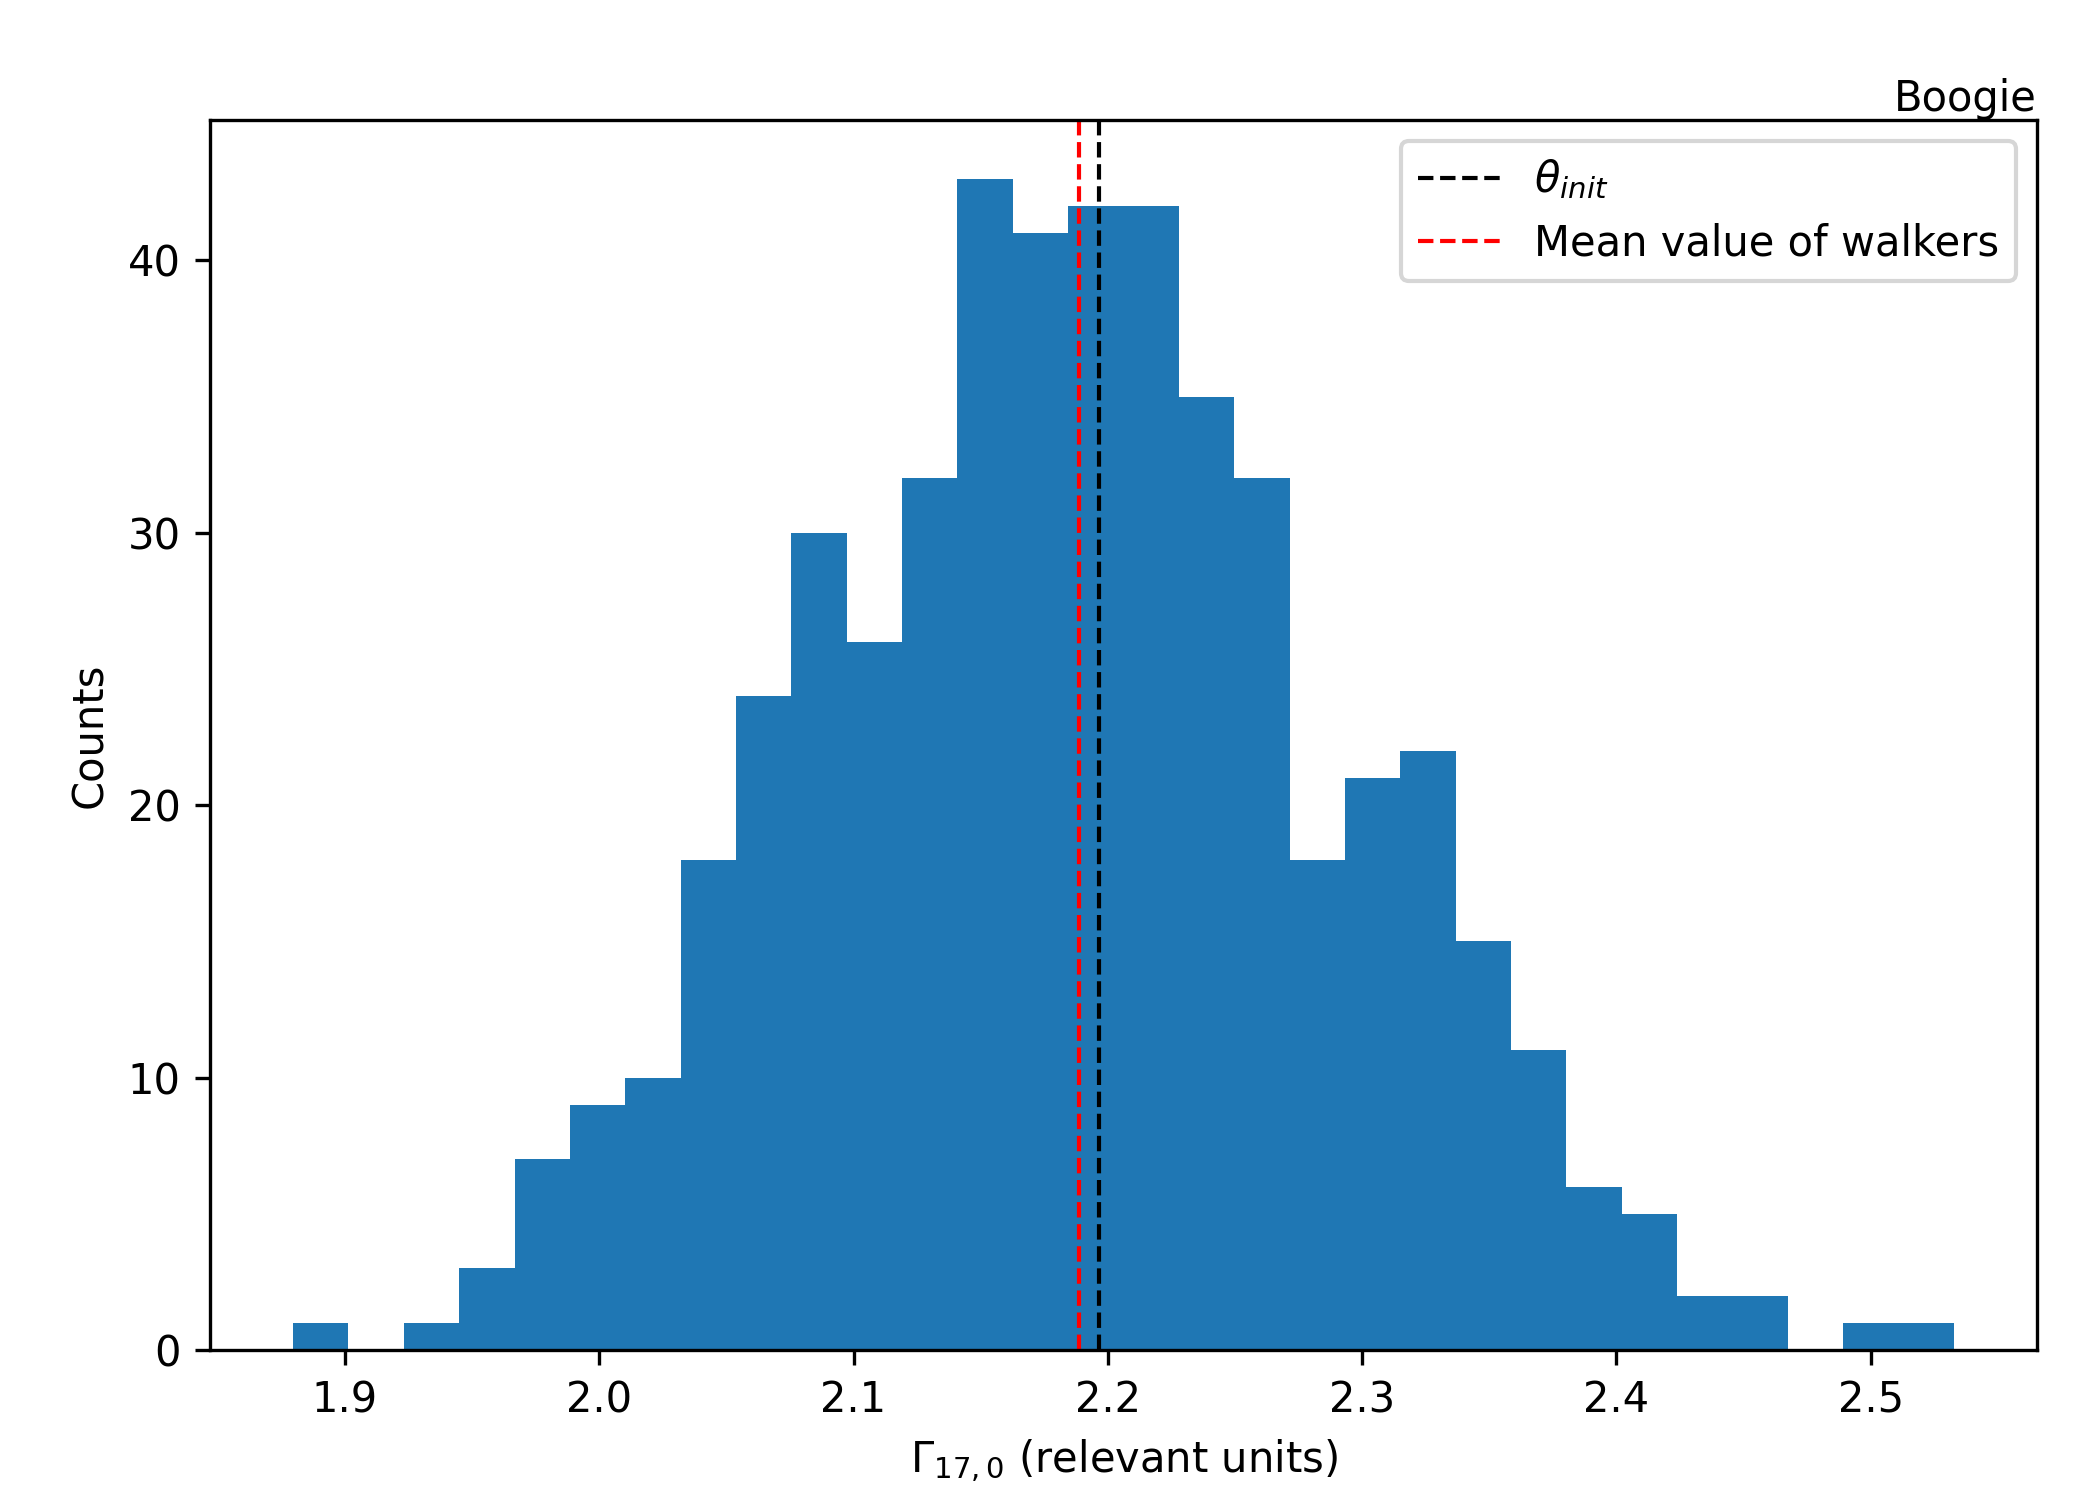 Boogie
θinit
Mean value of walkers
40
30
20
10
0
Counts
1.9 2.0 2.1 2.2 2.3 2.4 2.5
Γ17, 0 (relevant units)